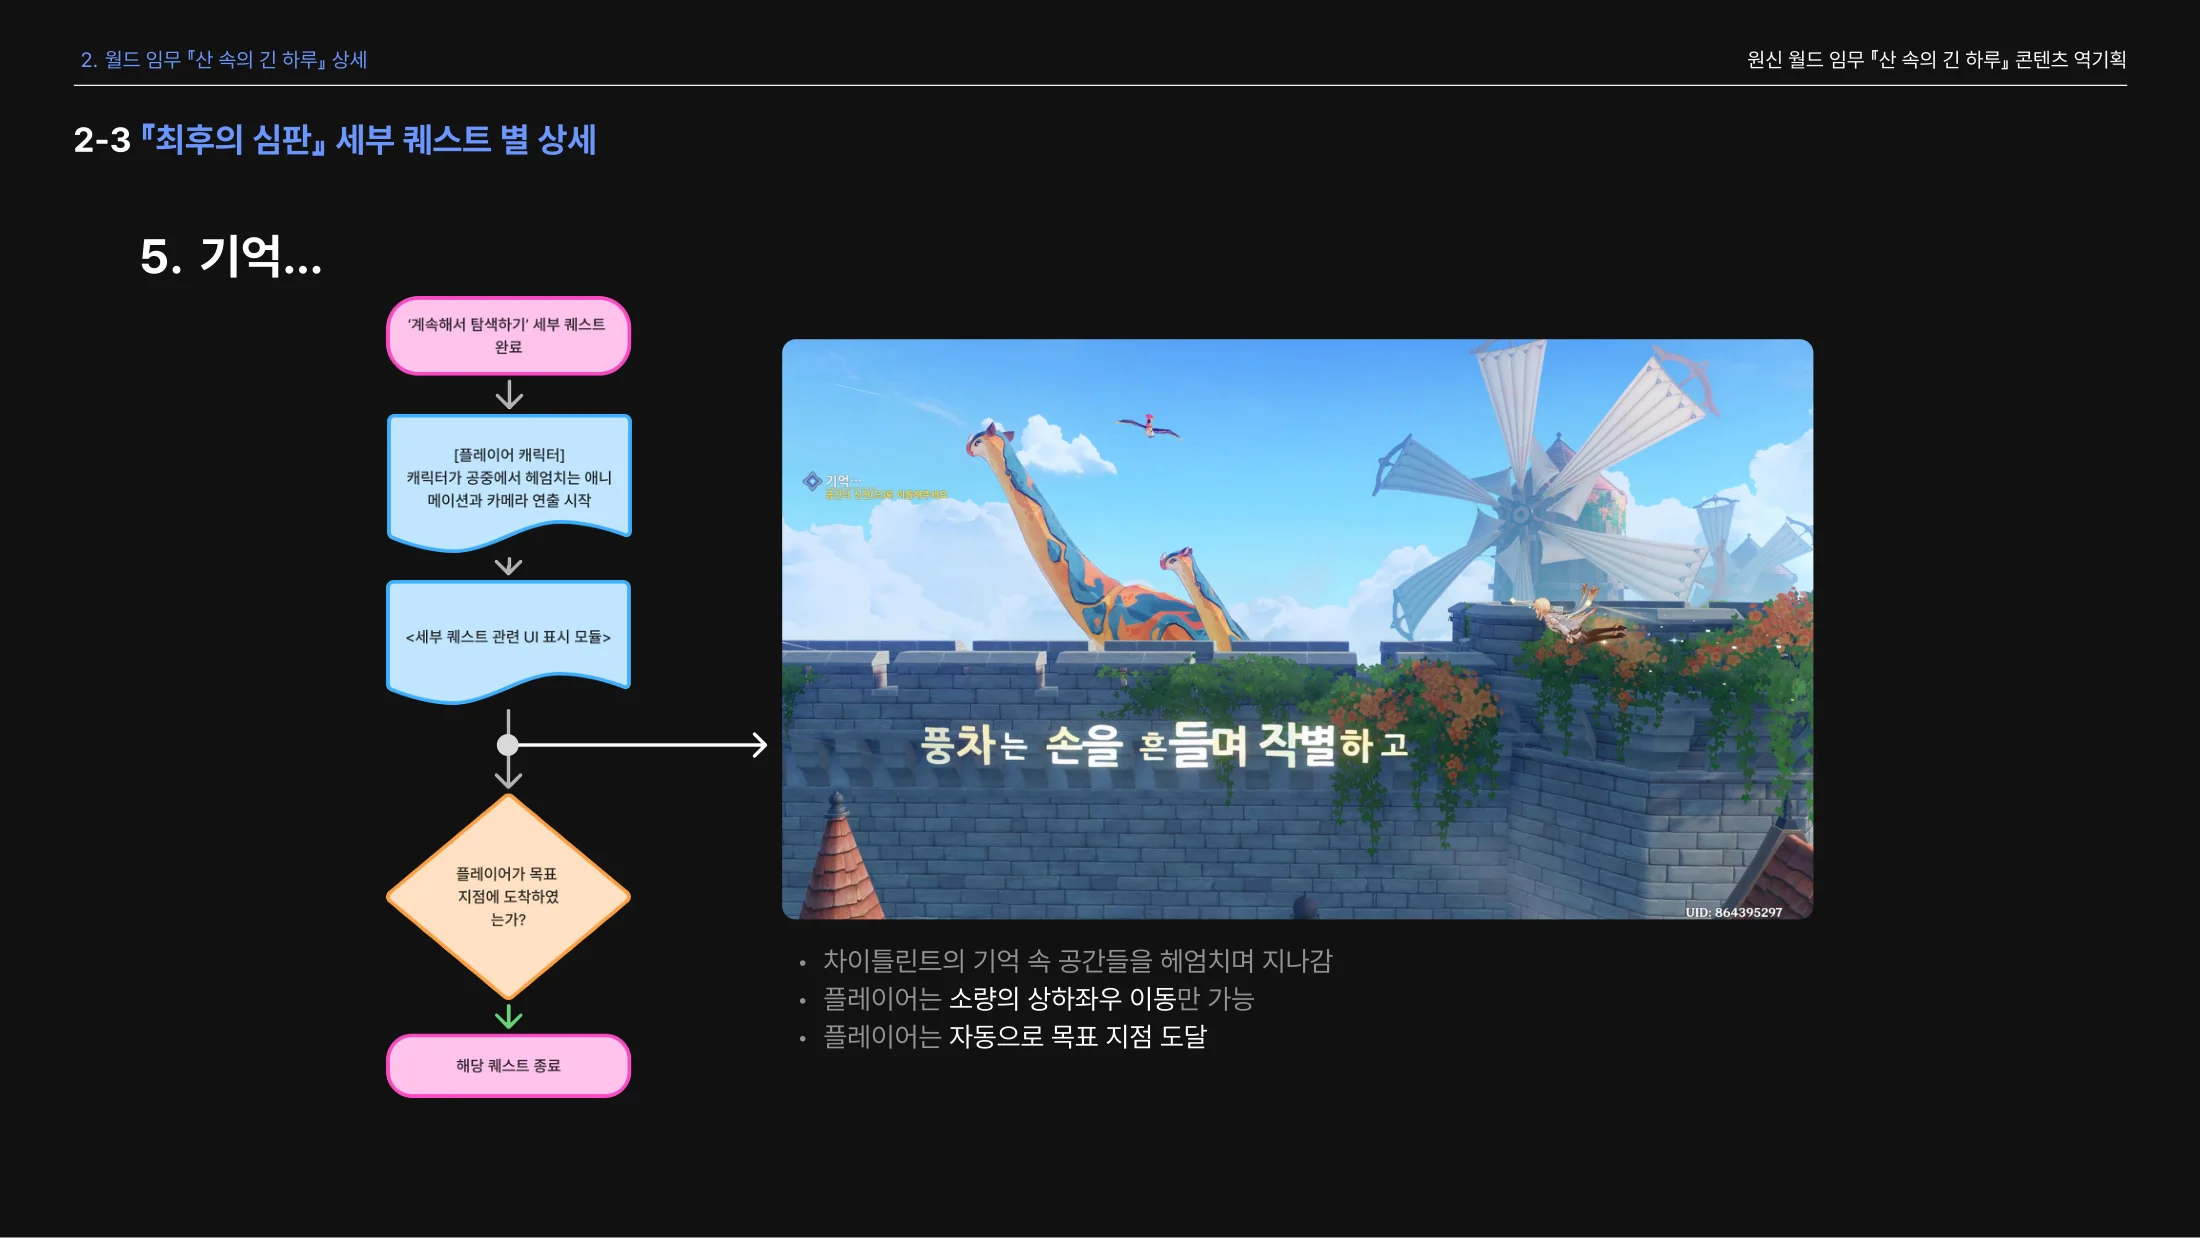 2. 월드 임무 『산 속의 긴 하루』 상세
원신 월드 임무 『산 속의 긴 하루』 콘텐츠 역기획
2-3 『최후의 심판』 세부 퀘스트 별 상세
5. 기억...
‘계속해서 탐색하기’ 세부 퀘스트
완료
[플레이어 캐릭터]
캐릭터가 공중에서 헤엄치는 애니
메이션과 카메라 연출 시작
<세부 퀘스트 관련 UI 표시 모듈>
플레이어가 목표
지점에 도착하였
는가?
해당 퀘스트 종료
기억…
풍차는 손을 흔들며 작별하고
UID: 864395297
• 차이틀린트의 기억 속 공간들을 헤엄치며 지나감
• 플레이어는 소량의 상하좌우 이동만 가능
• 플레이어는 자동으로 목표 지점 도달